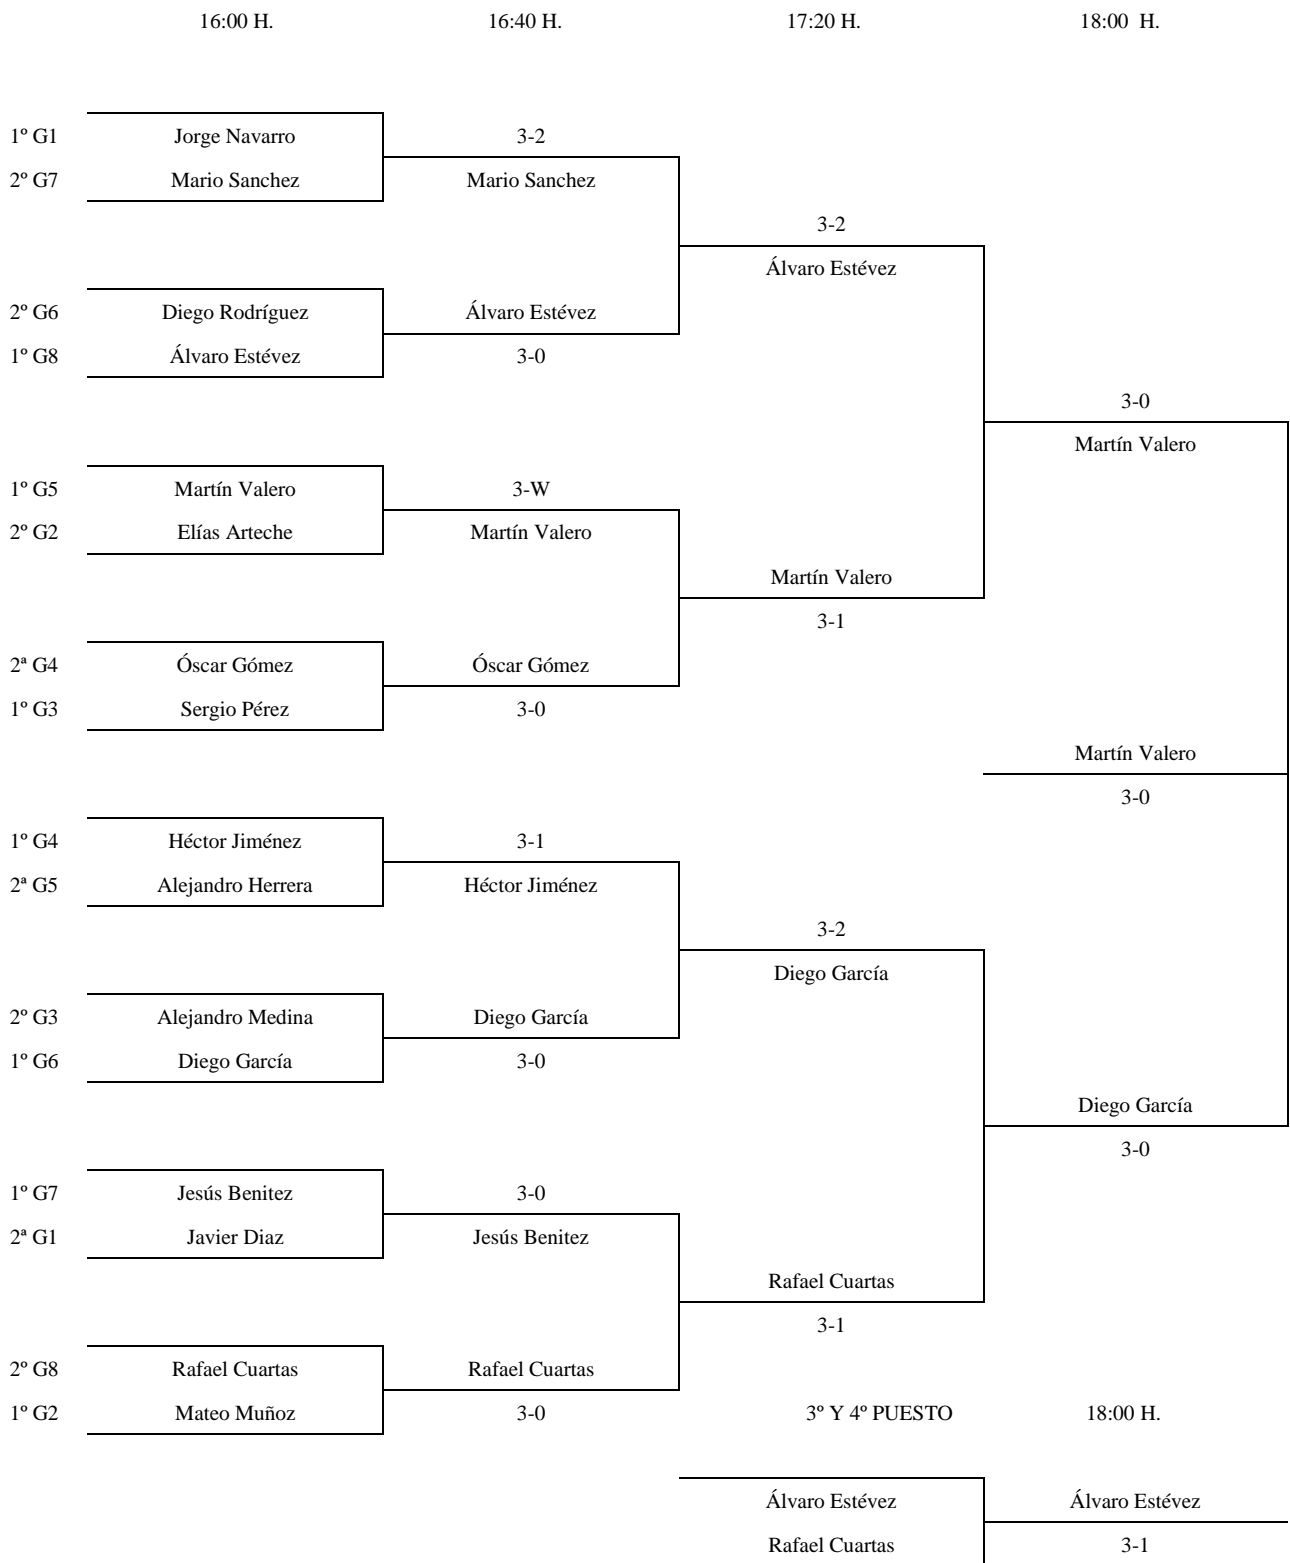 16:00 H. 16:40 H. 17:20 H. 18:00 H.
1º G1 Jorge Navarro 3-2
2º G7 Mario Sanchez Mario Sanchez
3-2
Álvaro Estévez
2º G6 Diego Rodríguez Álvaro Estévez
1º G8 Álvaro Estévez 3-0
3-0
Martín Valero
1º G5 Martín Valero 3-W
2º G2 Elías Arteche Martín Valero
Martín Valero
3-1
2ª G4 Óscar Gómez Óscar Gómez
1º G3 Sergio Pérez 3-0
Martín Valero
3-0
1º G4 Héctor Jiménez 3-1
2ª G5 Alejandro Herrera Héctor Jiménez
3-2
Diego García
2º G3 Alejandro Medina Diego García
1º G6 Diego García 3-0
Diego García
3-0
1º G7 Jesús Benitez 3-0
2ª G1 Javier Diaz Jesús Benitez
Rafael Cuartas
3-1
2º G8 Rafael Cuartas Rafael Cuartas
1º G2 Mateo Muñoz 3-0 3º Y 4º PUESTO 18:00 H.
Álvaro Estévez Álvaro Estévez
Rafael Cuartas 3-1